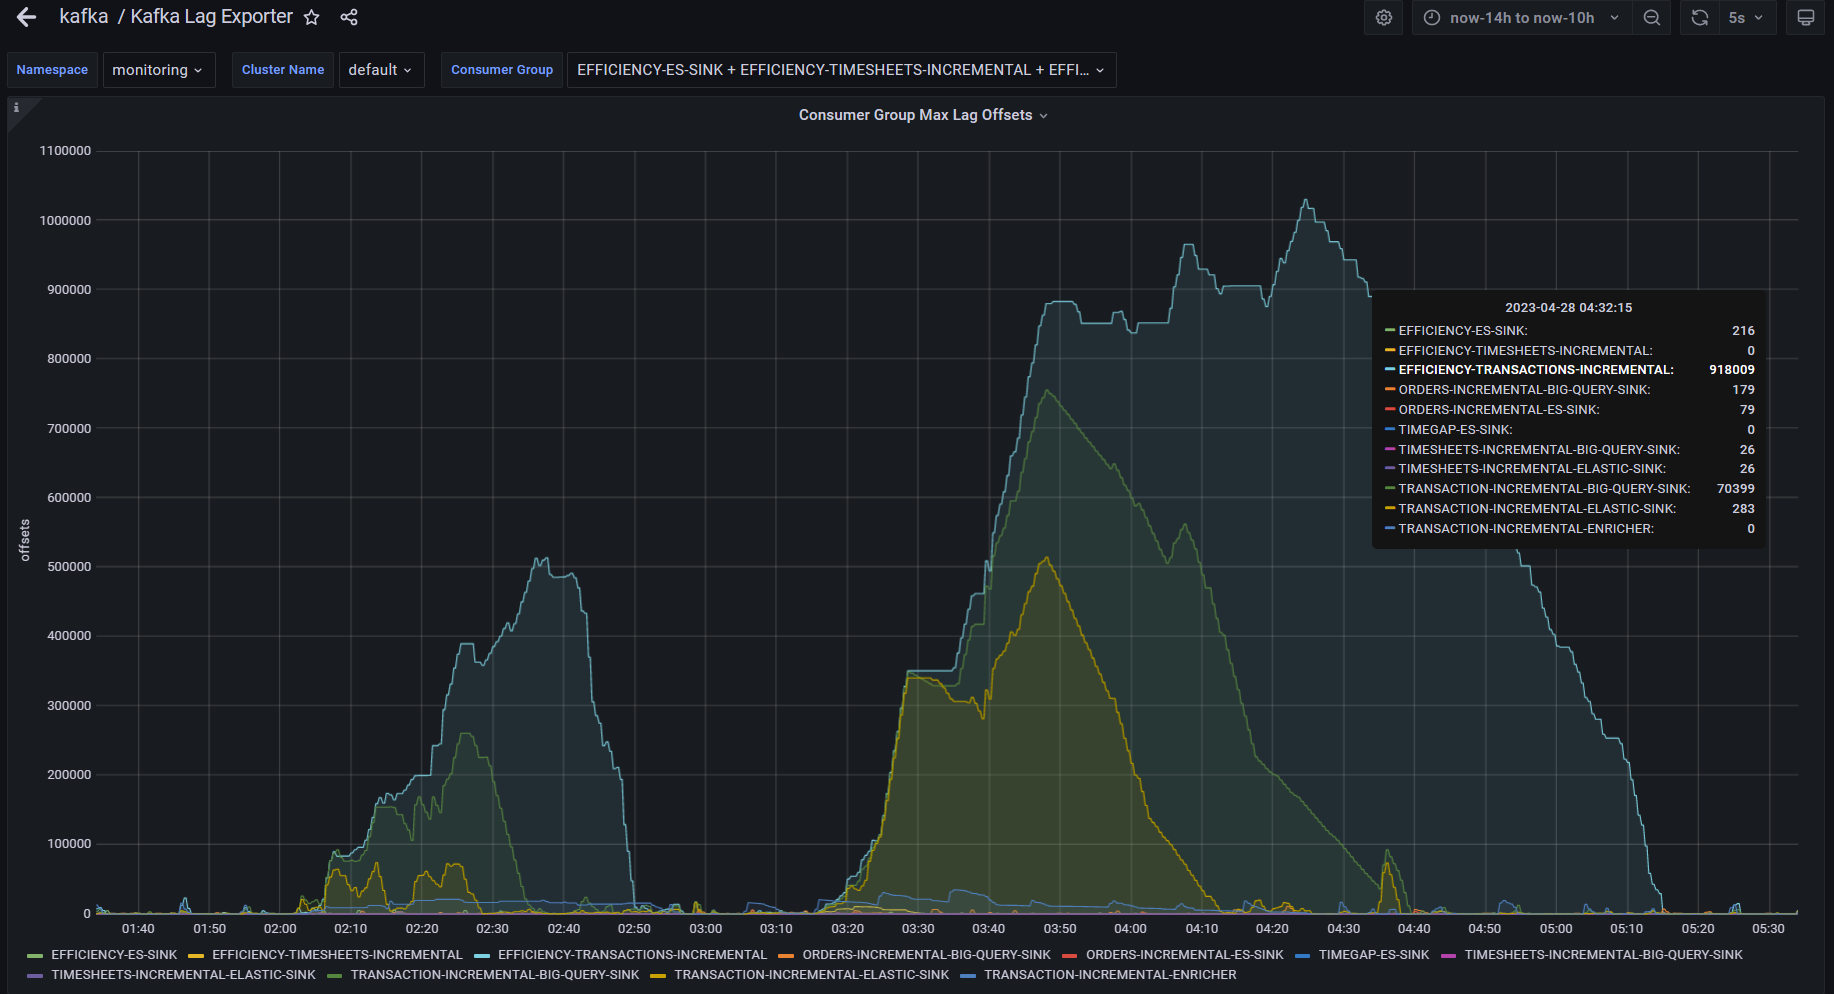 kafka / Kafka Lag Exporter
now-14h to now-10h
5s
Namespace monitoring Cluster Name default Consumer Group EFFICIENCY-ES-SINK + EFFICIENCY-TIMESHEETS-INCREMENTAL + EFFI...
i
Consumer Group Max Lag Offsets
offsets
1100000
1000000
900000
800000
700000
600000
500000
400000
300000
200000
100000
0
2023-04-28 04:32:15
EFFICIENCY-ES-SINK: 216
EFFICIENCY-TIMESHEETS-INCREMENTAL: 0
EFFICIENCY-TRANSACTIONS-INCREMENTAL: 918009
ORDERS-INCREMENTAL-BIG-QUERY-SINK: 179
ORDERS-INCREMENTAL-ES-SINK: 79
TIMEGAP-ES-SINK: 0
TIMESHEETS-INCREMENTAL-BIG-QUERY-SINK: 26
TIMESHEETS-INCREMENTAL-ELASTIC-SINK: 26
TRANSACTION-INCREMENTAL-BIG-QUERY-SINK: 70399
TRANSACTION-INCREMENTAL-ELASTIC-SINK: 283
TRANSACTION-INCREMENTAL-ENRICHER: 0
01:40 01:50 02:00 02:10 02:20 02:30 02:40 02:50 03:00 03:10 03:20 03:30 03:40 03:50 04:00 04:10 04:20 04:30 04:40 04:50 05:00 05:10 05:20 05:30
EFFICIENCY-ES-SINK EFFICIENCY-TIMESHEETS-INCREMENTAL EFFICIENCY-TRANSACTIONS-INCREMENTAL ORDERS-INCREMENTAL-BIG-QUERY-SINK ORDERS-INCREMENTAL-ES-SINK TIMEGAP-ES-SINK TIMESHEETS-INCREMENTAL-BIG-QUERY-SINK
TIMESHEETS-INCREMENTAL-ELASTIC-SINK TRANSACTION-INCREMENTAL-BIG-QUERY-SINK TRANSACTION-INCREMENTAL-ELASTIC-SINK TRANSACTION-INCREMENTAL-ENRICHER